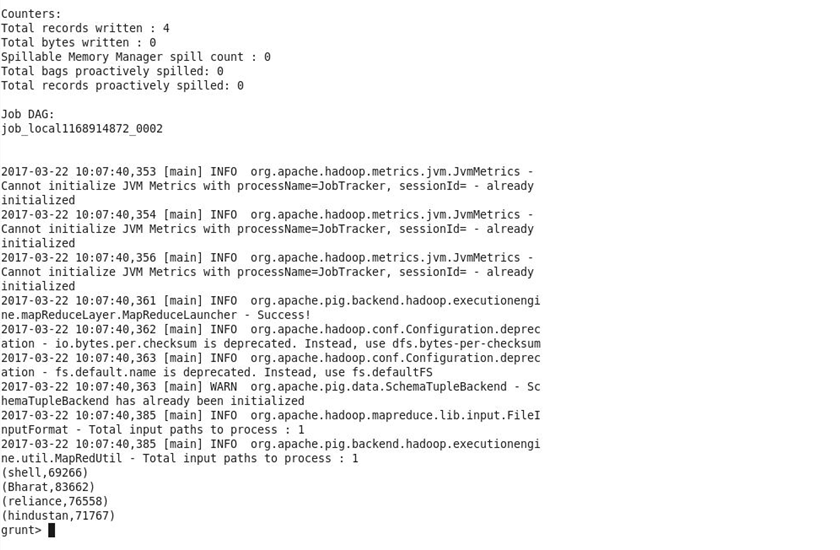 Counters:
Total records written : 4
Total bytes written : 0
Spillable Memory Manager spill count : 0
Total bags proactively spilled: 0
Total records proactively spilled: 0
Job DAG:
job_local1168914872_0002
2017-03-22 10:07:40,353 [main] INFO  org.apache.hadoop.metrics.jvm.JvmMetrics -
Cannot initialize JVM Metrics with processName=JobTracker, sessionId= - already
initialized
2017-03-22 10:07:40,354 [main] INFO  org.apache.hadoop.metrics.jvm.JvmMetrics -
Cannot initialize JVM Metrics with processName=JobTracker, sessionId= - already
initialized
2017-03-22 10:07:40,356 [main] INFO  org.apache.hadoop.metrics.jvm.JvmMetrics -
Cannot initialize JVM Metrics with processName=JobTracker, sessionId= - already
initialized
2017-03-22 10:07:40,361 [main] INFO  org.apache.pig.backend.hadoop.executionengi
ne.mapReduceLayer.MapReduceLauncher - Success!
2017-03-22 10:07:40,362 [main] INFO  org.apache.hadoop.conf.Configuration.deprec
ation - io.bytes.per.checksum is deprecated. Instead, use dfs.bytes-per-checksum
2017-03-22 10:07:40,363 [main] INFO  org.apache.hadoop.conf.Configuration.deprec
ation - fs.default.name is deprecated. Instead, use fs.defaultFS
2017-03-22 10:07:40,363 [main] WARN  org.apache.pig.data.SchemaTupleBackend - Sc
hemaTupleBackend has already been initialized
2017-03-22 10:07:40,385 [main] INFO  org.apache.hadoop.mapreduce.lib.input.FileI
nputFormat - Total input paths to process : 1
2017-03-22 10:07:40,385 [main] INFO  org.apache.pig.backend.hadoop.executionengi
ne.util.MapRedUtil - Total input paths to process : 1
(shell,69266)
(Bharat,83662)
(reliance,76558)
(hindustan,71767)
grunt>